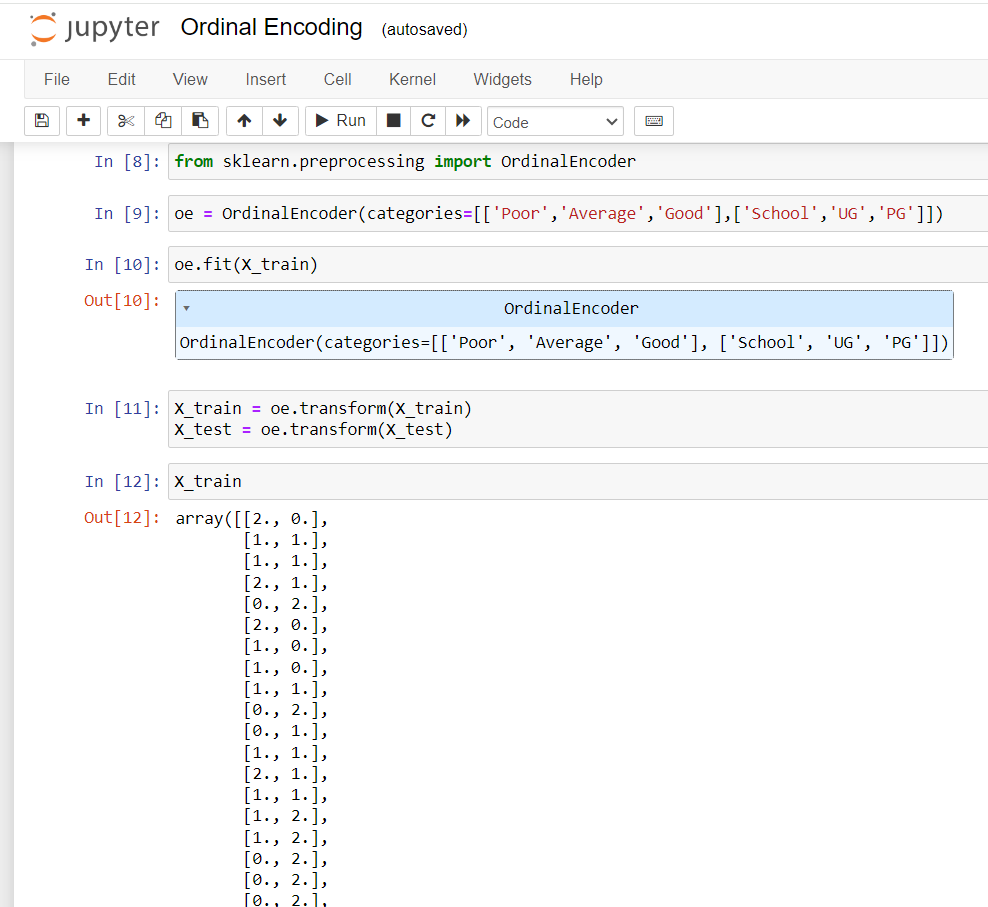 jupyter Ordinal Encoding (autosaved)
File Edit View Insert Cell Kernel Widgets Help
Run Code
In [8]: from sklearn.preprocessing import OrdinalEncoder
In [9]: oe = OrdinalEncoder(categories=[['Poor','Average','Good'],['School','UG','PG']])
In [10]: oe.fit(X_train)
Out[10]: OrdinalEncoder
OrdinalEncoder(categories=[['Poor', 'Average', 'Good'], ['School', 'UG', 'PG']])
In [11]: X_train = oe.transform(X_train)
X_test = oe.transform(X_test)
In [12]: X_train
Out[12]: array([[2., 0.],
[1., 1.],
[1., 1.],
[2., 1.],
[0., 2.],
[2., 0.],
[1., 0.],
[1., 0.],
[1., 1.],
[0., 2.],
[0., 1.],
[1., 1.],
[2., 1.],
[1., 1.],
[1., 2.],
[1., 2.],
[0., 2.],
[0., 2.],
[0., 2.],